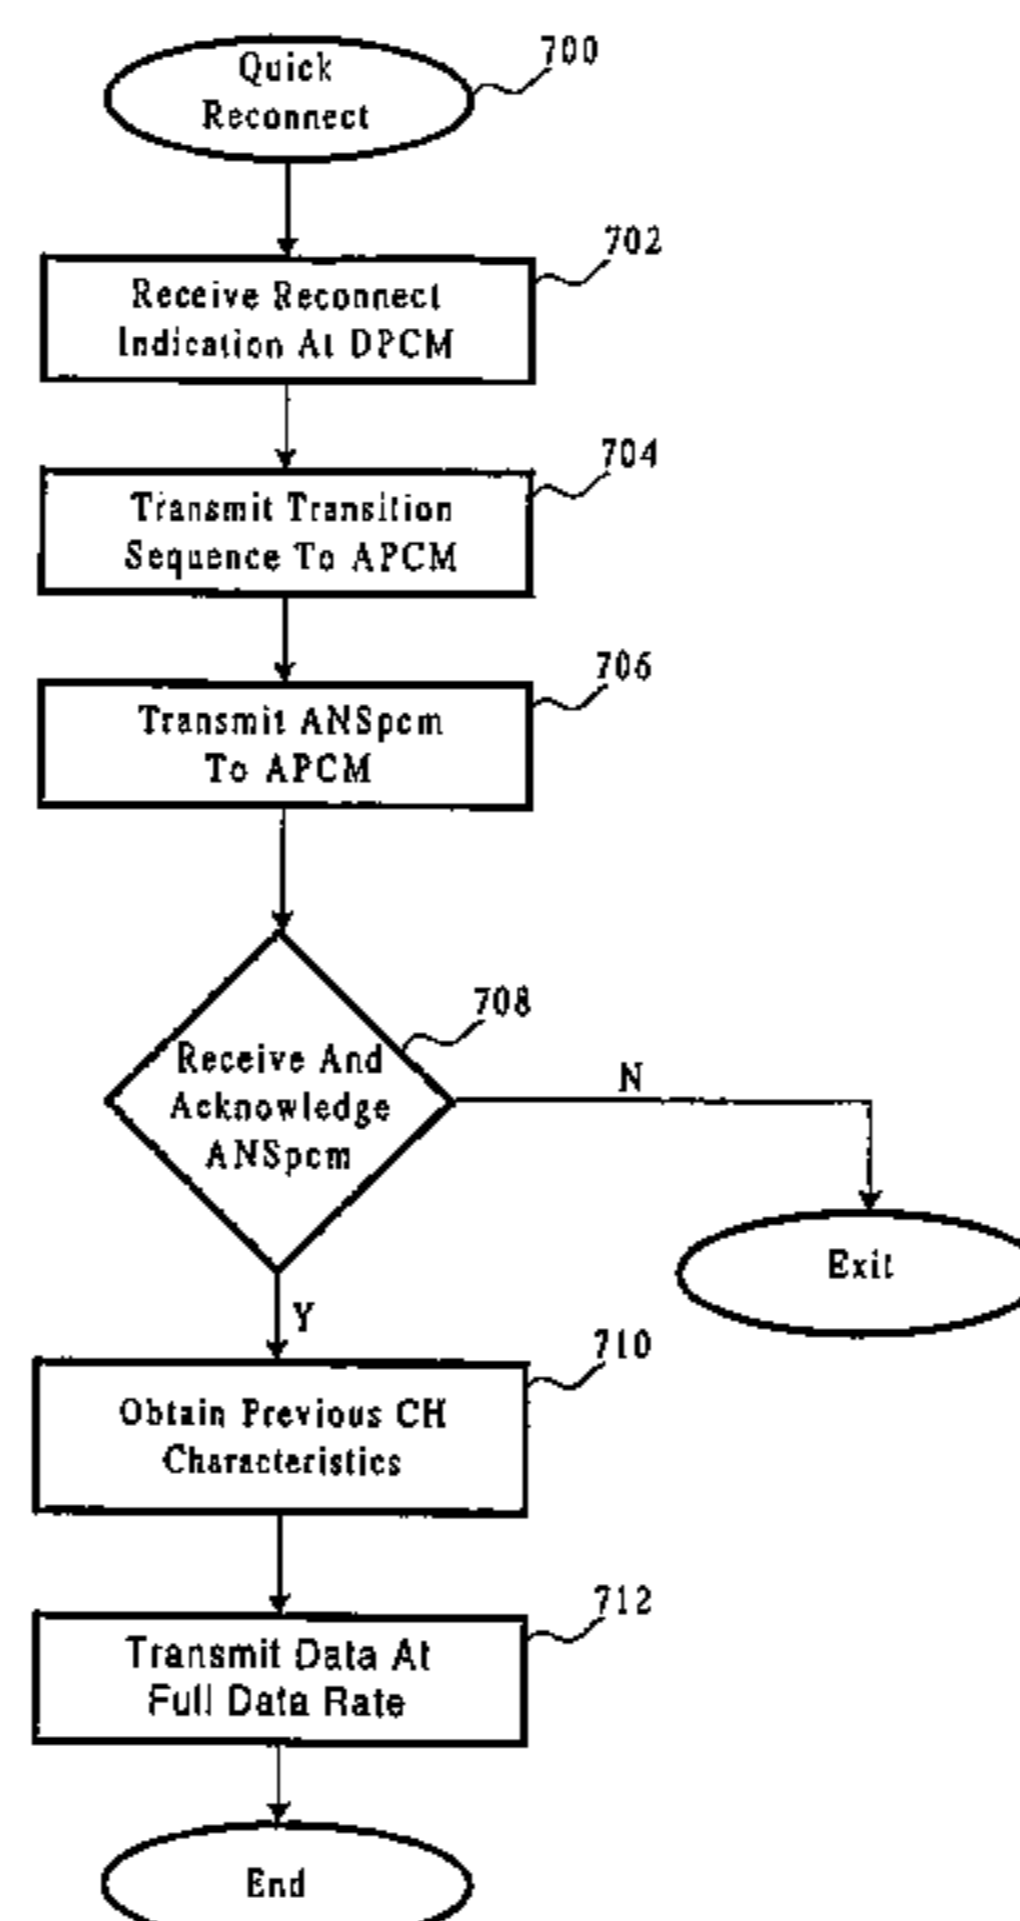 Quick
Reconnect
700
Receive Reconnect
Indication At DPCM
702
Transmit Transition
Sequence To APCM
704
Transmit ANSpcm
To APCM
706
Receive And
Acknowledge
ANSpcm
708
N
Exit
Y
Obtain Previous CH
Characteristics
710
Transmit Data At
Full Data Rate
712
End